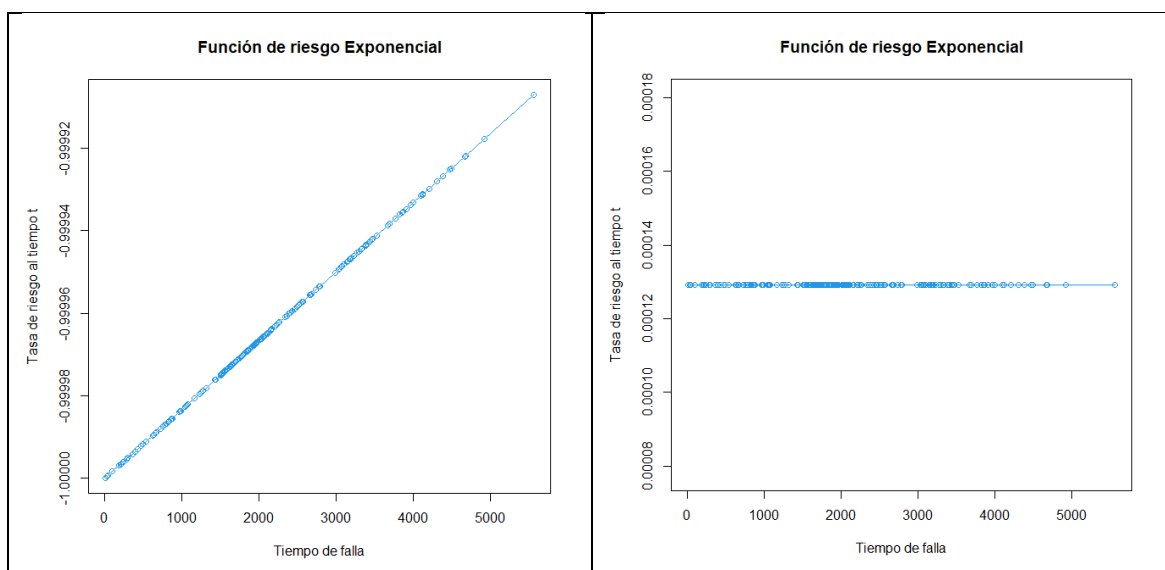 Función de riesgo Exponencial
Tasa de riesgo al tiempo t
-0.99992
-0.99994
-0.99996
-0.99998
-1.00000
0 1000 2000 3000 4000 5000
Tiempo de falla
Función de riesgo Exponencial
Tasa de riesgo al tiempo t
0.00018
0.00016
0.00014
0.00012
0.00010
0.00008
0 1000 2000 3000 4000 5000
Tiempo de falla